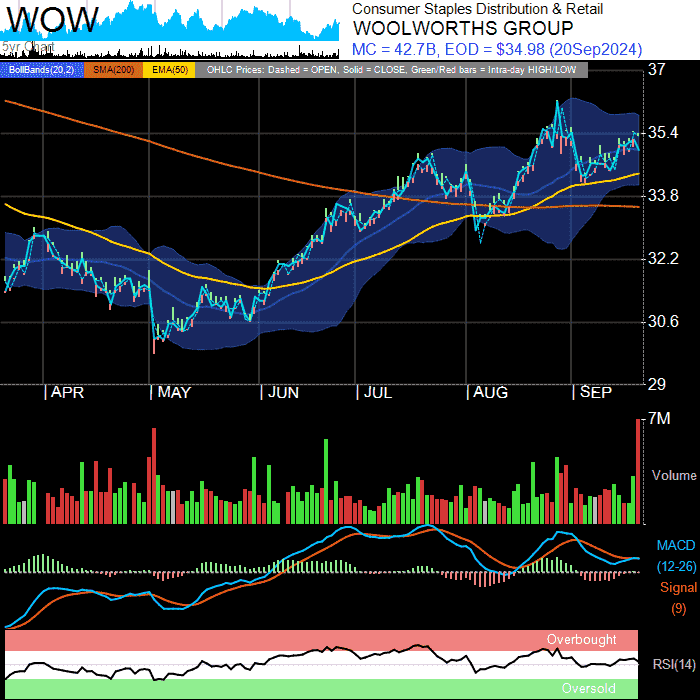 WOW
5yr Chart
Consumer Staples Distribution & Retail
WOOLWORTHS GROUP
MC = 42.7B, EOD = $34.98 (20Sep2024)
BollBands(20,2) SMA(200) EMA(50) OHLC Prices: Dashed = OPEN, Solid = CLOSE, Green/Red bars = Intra-day HIGH/LOW
37
35.4
33.8
32.2
30.6
29
| APR | MAY | JUN | JUL | AUG | SEP
7M
Volume
MACD
(12-26)
Signal
(9)
Overbought
RSI(14)
Oversold